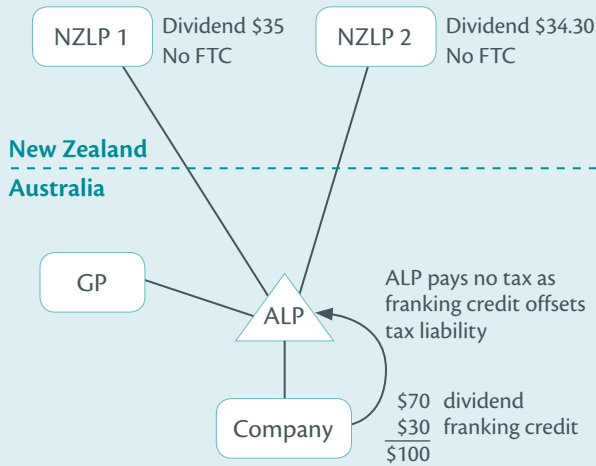 NZLP 1
Dividend $35
No FTC
NZLP 2
Dividend $34.30
No FTC
New Zealand
Australia
GP
ALP
ALP pays no tax as
franking credit offsets
tax liability
Company
$70 dividend
$30 franking credit
$100